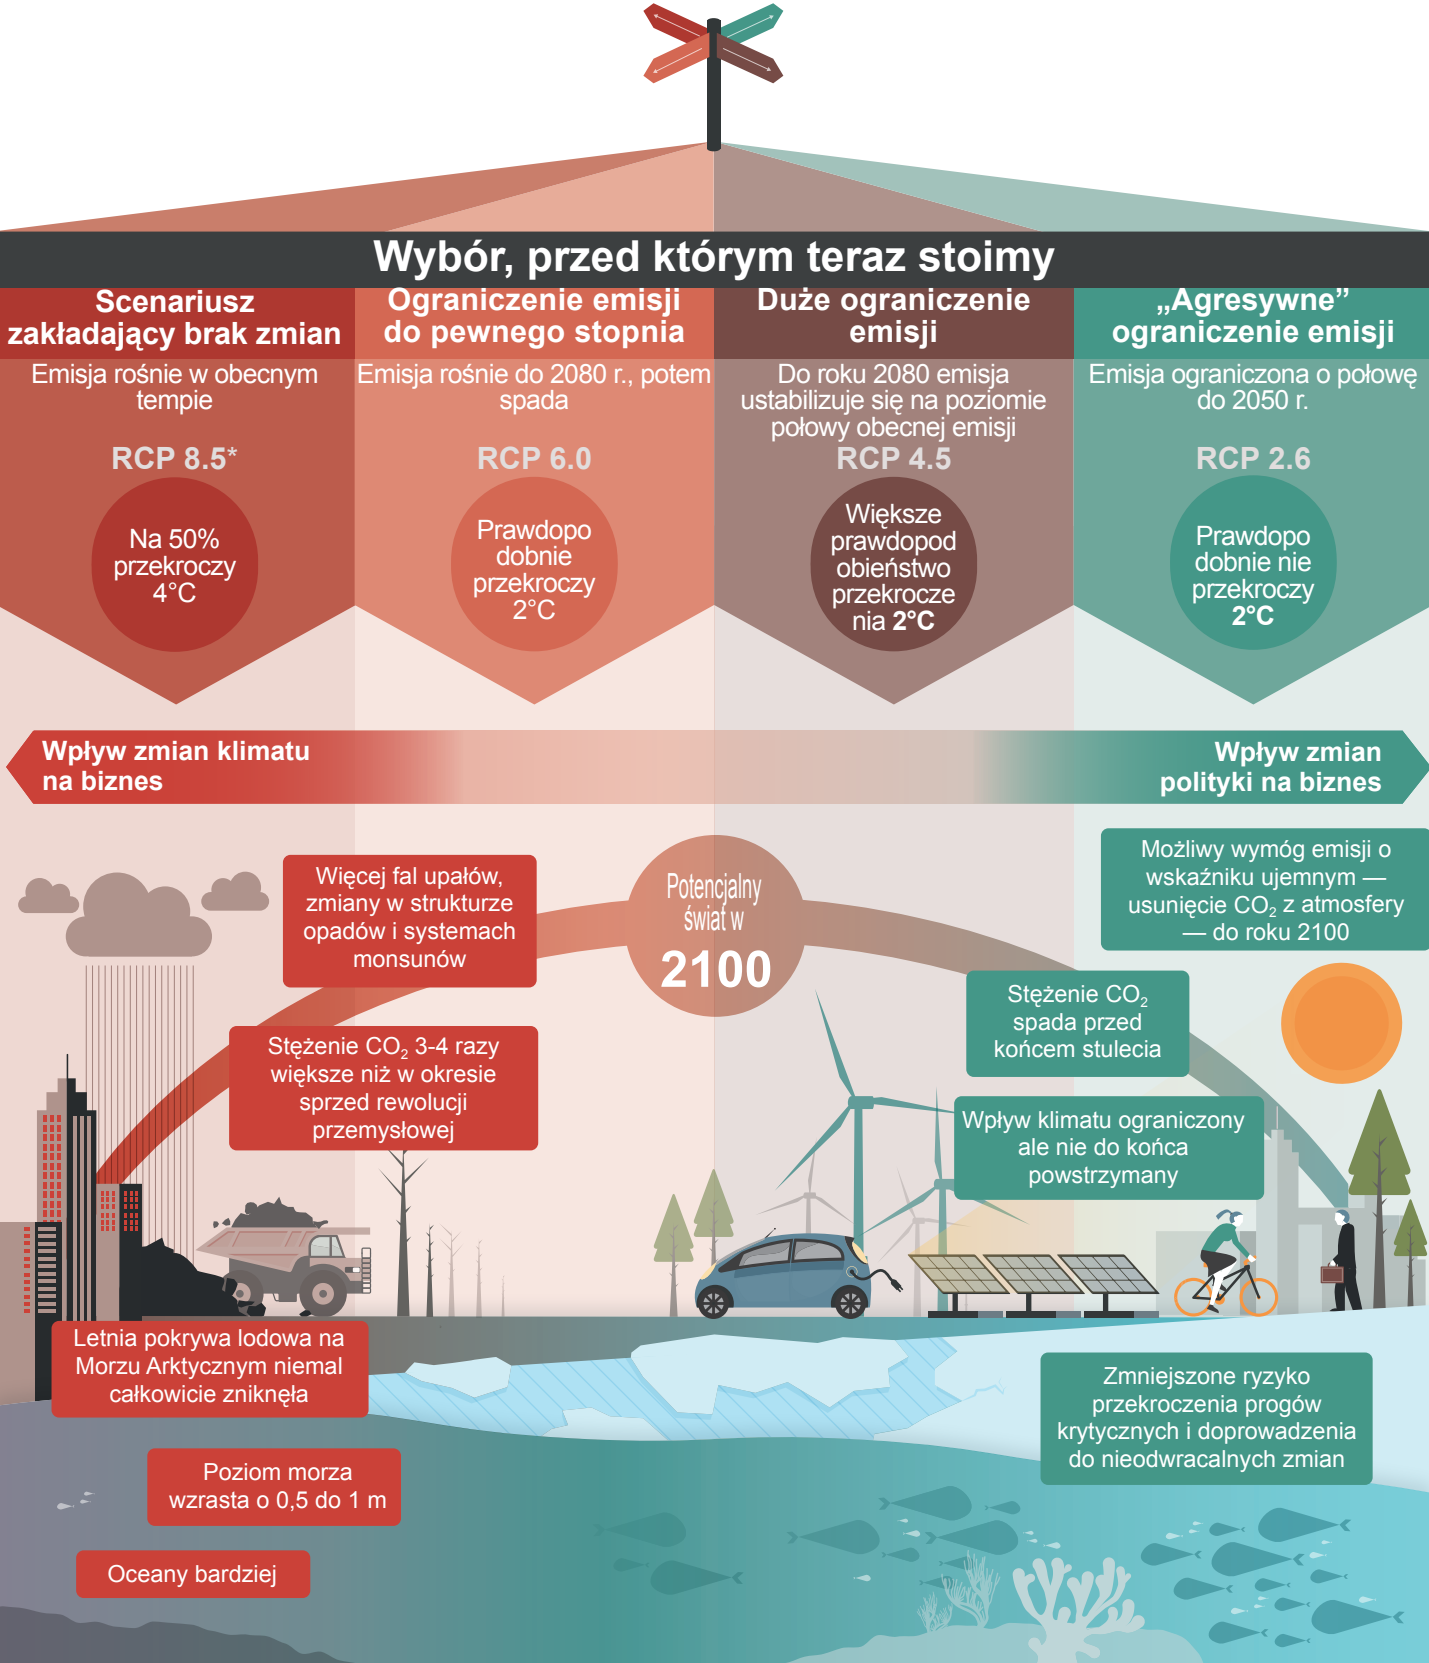 Wybór, przed którym teraz stoimy
Scenariusz
zakładający brak zmian
Emisja rośnie w obecnym
tempie
RCP 8.5*
Na 50%
przekroczy
4°C
Ograniczenie emisji
do pewnego stopnia
Emisja rośnie do 2080 r., potem
spada
RCP 6.0
Prawdopo
dobnie
przekroczy
2°C
Duże ograniczenie
emisji
Do roku 2080 emisja
ustabilizuje się na poziomie
połowy obecnej emisji
RCP 4.5
Większe
prawdopod
obieństwo
przekrocze
nia 2°C
„Agresywne”
ograniczenie emisji
Emisja ograniczona o połowę
do 2050 r.
RCP 2.6
Prawdopo
dobnie nie
przekroczy
2°C
Wpływ zmian klimatu
na biznes
Wpływ zmian
polityki na biznes
Potencjalny
świat w
2100
Więcej fal upałów,
zmiany w strukturze
opadów i systemach
monsunów
Stężenie CO₂ 3-4 razy
większe niż w okresie
sprzed rewolucji
przemysłowej
Możliwy wymóg emisji o
wskaźniku ujemnym —
usunięcie CO₂ z atmosfery
— do roku 2100
Stężenie CO₂
spada przed
końcem stulecia
Wpływ klimatu ograniczony
ale nie do końca
powstrzymany
Letnia pokrywa lodowa na
Morzu Arktycznym niemal
całkowicie zniknęła
Poziom morza
wzrasta o 0,5 do 1 m
Oceany bardziej
Zmniejszone ryzyko
przekroczenia progów
krytycznych i doprowadzenia
do nieodwracalnych zmian